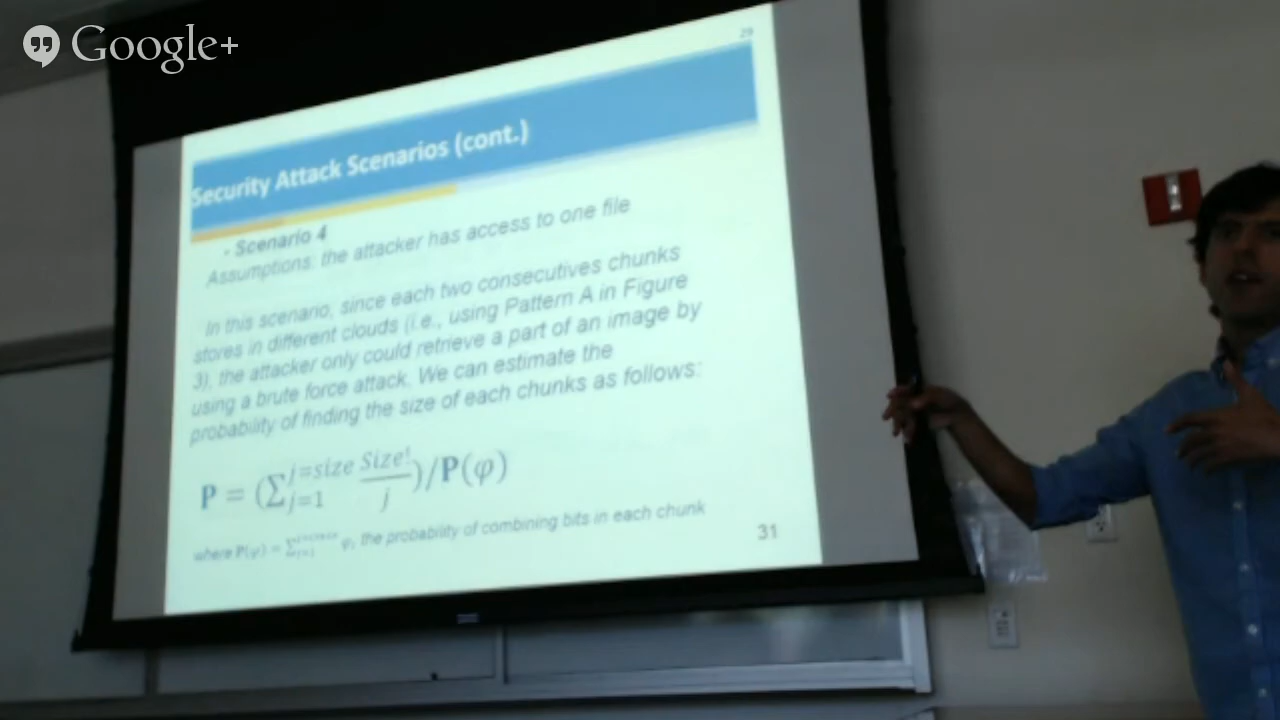 Google+
29
Security Attack Scenarios (cont.)
- Scenario 4
Assumptions: the attacker has access to one file
In this scenario, since each two consecutives chunks
stores in different clouds (i.e., using Pattern A in Figure
3), the attacker only could retrieve a part of an image by
using a brute force attack. We can estimate the
probability of finding the size of each chunks as follows:
P = (∑_{j=1}^{j=size} Size!/j)/P(φ)
where P(φ) = ∑ φ, the probability of combining bits in each chunk
31